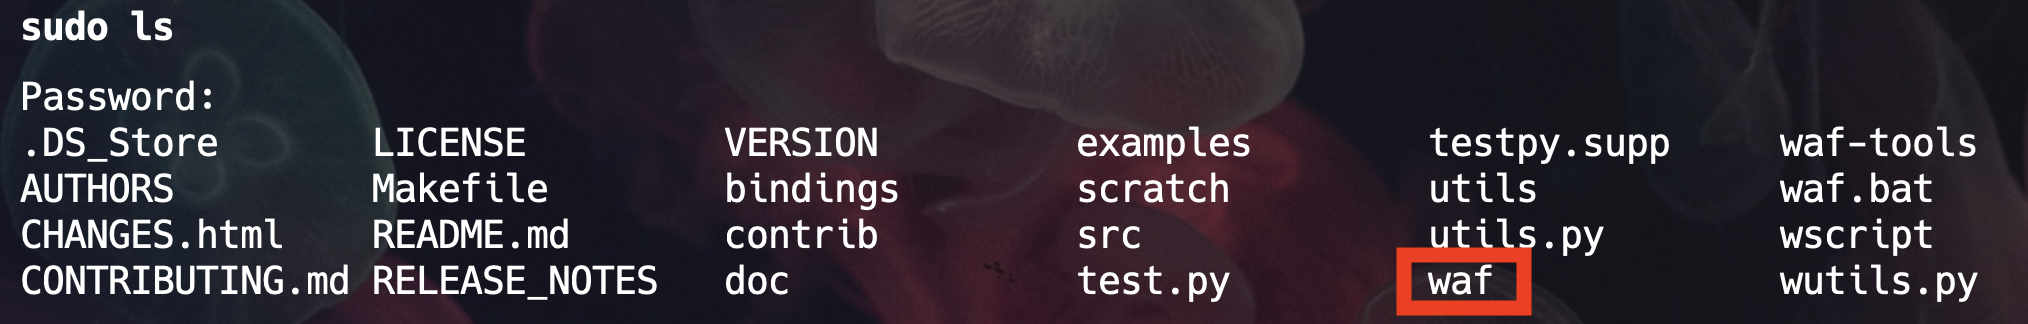 sudo ls
Password:
.DS_Store LICENSE VERSION examples testpy.supp waf-tools
AUTHORS Makefile bindings scratch utils waf.bat
CHANGES.html README.md contrib src utils.py wscript
CONTRIBUTING.md RELEASE_NOTES doc test.py waf wutils.py